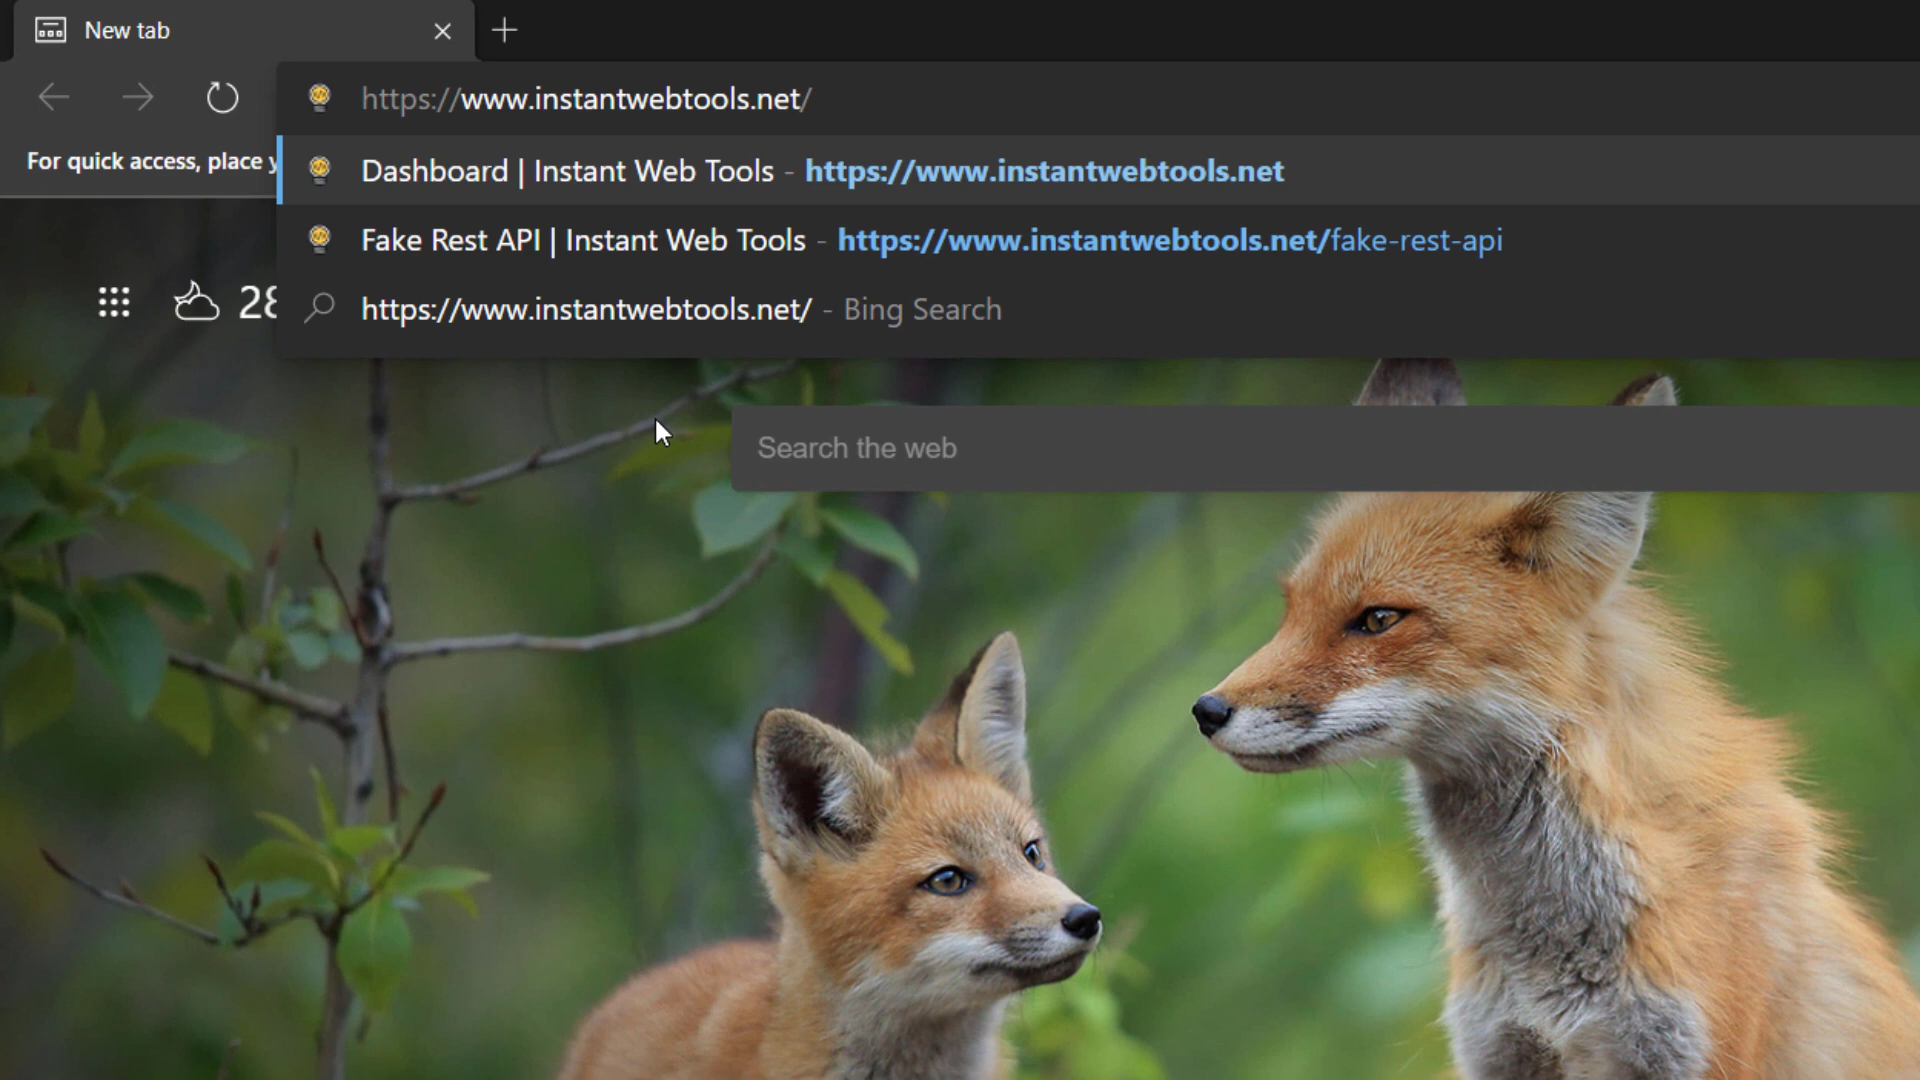 New tab
https://www.instantwebtools.net/
Dashboard | Instant Web Tools - https://www.instantwebtools.net
For quick access, place
Fake Rest API | Instant Web Tools - https://www.instantwebtools.net/fake-rest-api
28
https://www.instantwebtools.net/ - Bing Search
Search the web